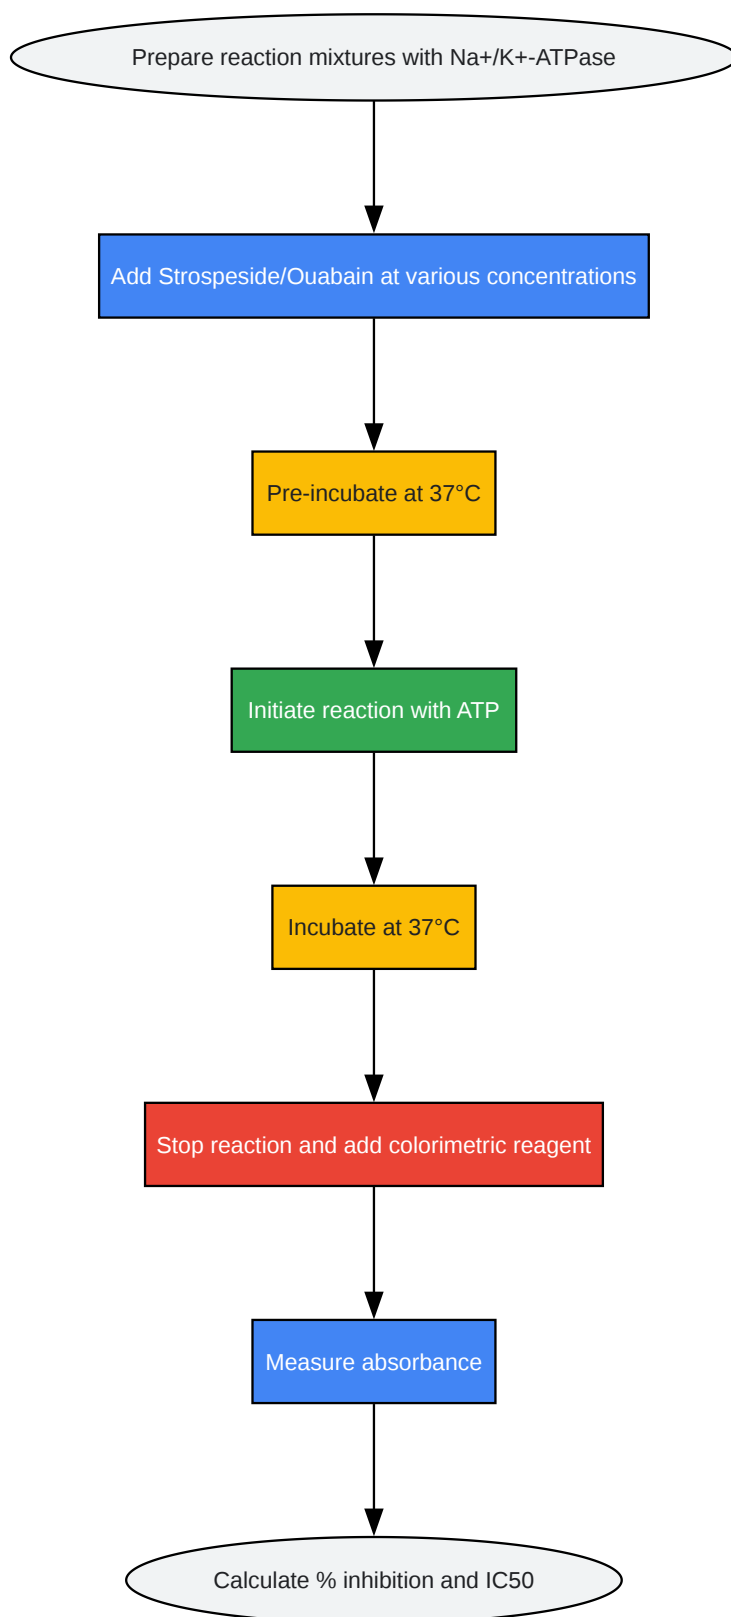 Prepare reaction mixtures with Na+/K+-ATPase
Add Strospeside/Ouabain at various concentrations
Pre-incubate at 37°C
Initiate reaction with ATP
Incubate at 37°C
Stop reaction and add colorimetric reagent
Measure absorbance
Calculate % inhibition and IC50